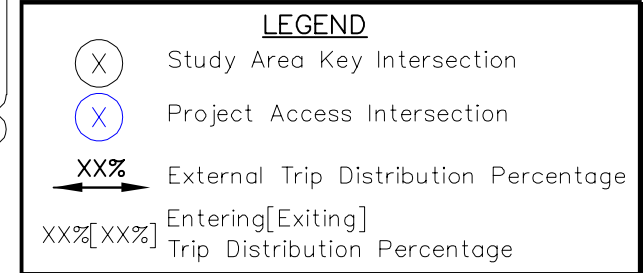 LEGEND
X Study Area Key Intersection
X Project Access Intersection
XX% External Trip Distribution Percentage
XX%[XX%] Entering[Exiting]
Trip Distribution Percentage